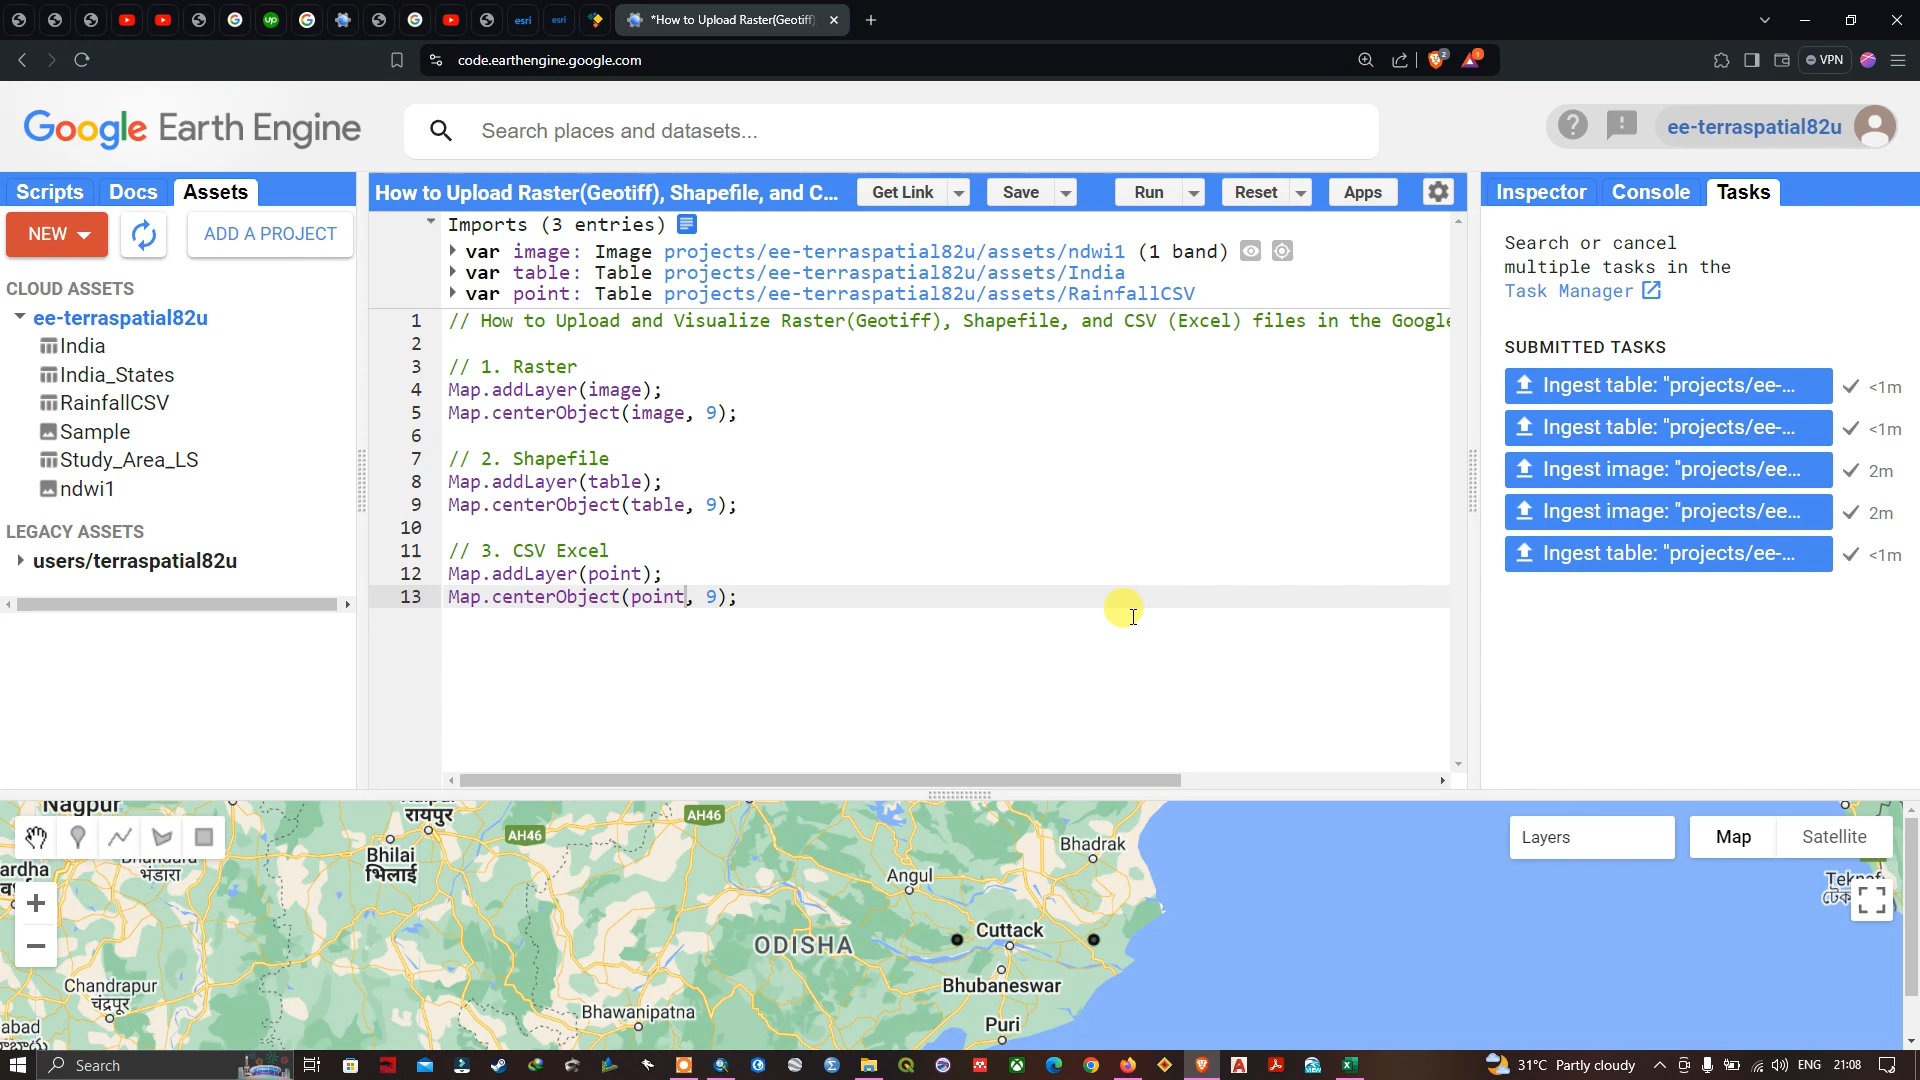 *How to Upload Raster(Geotiff)
code.earthengine.google.com
2
1
VPN
up
esri
esri
Google Earth Engine
Search places and datasets...
ee-terraspatial82u
Scripts
Docs
Assets
NEW
ADD A PROJECT
CLOUD ASSETS
ee-terraspatial82u
India
India_States
RainfallCSV
Sample
Study_Area_LS
ndwi1
LEGACY ASSETS
users/terraspatial82u
How to Upload Raster(Geotiff), Shapefile, and C...
Get Link
Save
Run
Reset
Apps
Imports (3 entries)
var image: Image projects/ee-terraspatial82u/assets/ndwi1 (1 band)
var table: Table projects/ee-terraspatial82u/assets/India
var point: Table projects/ee-terraspatial82u/assets/RainfallCSV
1 // How to Upload and Visualize Raster(Geotiff), Shapefile, and CSV (Excel) files in the Google
2
3 // 1. Raster
4 Map.addLayer(image);
5 Map.centerObject(image, 9);
6
7 // 2. Shapefile
8 Map.addLayer(table);
9 Map.centerObject(table, 9);
10
11 // 3. CSV Excel
12 Map.addLayer(point);
13 Map.centerObject(point, 9);
Inspector
Console
Tasks
Search or cancel
multiple tasks in the
Task Manager
SUBMITTED TASKS
Ingest table: "projects/ee-... <1m
Ingest table: "projects/ee-... <1m
Ingest image: "projects/ee... 2m
Ingest image: "projects/ee... 2m
Ingest table: "projects/ee-... <1m
Nagpur
रायपुर
AH46
AH46
Bhilai
भिलाई
भंडारा
ardha
Bhadrak
Angul
Cuttack
ODISHA
Bhubaneswar
Chandrapur
चंद्रपूर
Bhawanipatna
Puri
abad
Layers
Map
Satellite
Search
31°C Partly cloudy
ENG
21:08